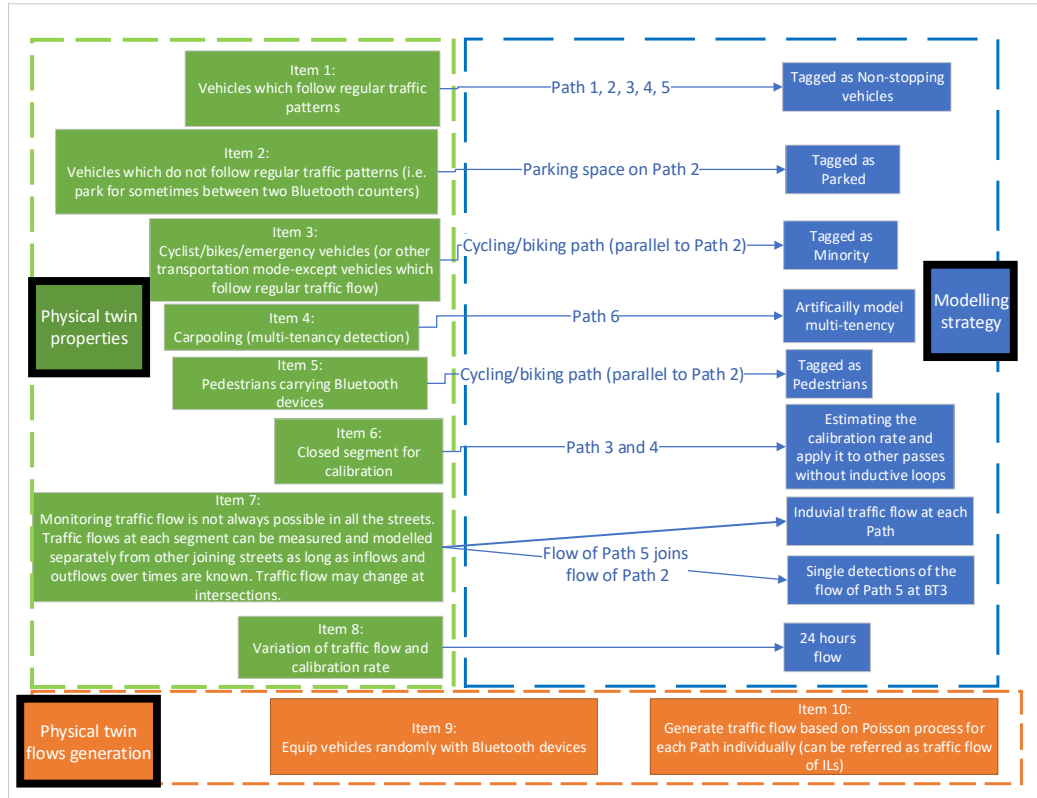 Item 1:
Vehicles which follow regular traffic
patterns
Path 1, 2, 3, 4, 5
Tagged as Non-stopping
vehicles
Item 2:
Vehicles which do not follow regular traffic patterns (i.e.
park for sometimes between two Bluetooth counters)
Parking space on Path 2
Tagged as
Parked
Item 3:
Cyclist/bikes/emergency vehicles (or other
transportation mode-except vehicles which
follow regular traffic flow)
Cycling/biking path (parallel to Path 2)
Tagged as
Minority
Physical twin
properties
Modelling
strategy
Item 4:
Carpooling (multi-tenancy detection)
Path 6
Artificailly model
multi-tenency
Item 5:
Pedestrians carrying Bluetooth
devices
Cycling/biking path (parallel to Path 2)
Tagged as
Pedestrians
Item 6:
Closed segment for
calibration
Path 3 and 4
Estimating the
calibration rate and
apply it to other passes
without inductive loops
Item 7:
Monitoring traffic flow is not always possible in all the streets.
Traffic flows at each segment can be measured and modelled
separately from other joining streets as long as inflows and
outflows over times are known. Traffic flow may change at
intersections.
Flow of Path 5 joins
flow of Path 2
Induvial traffic flow at each
Path
Single detections of the
flow of Path 5 at BT3
Item 8:
Variation of traffic flow and
calibration rate
24 hours
flow
Physical twin
flows generation
Item 9:
Equip vehicles randomly with Bluetooth devices
Item 10:
Generate traffic flow based on Poisson process for
each Path individually (can be referred as traffic flow
of ILs)